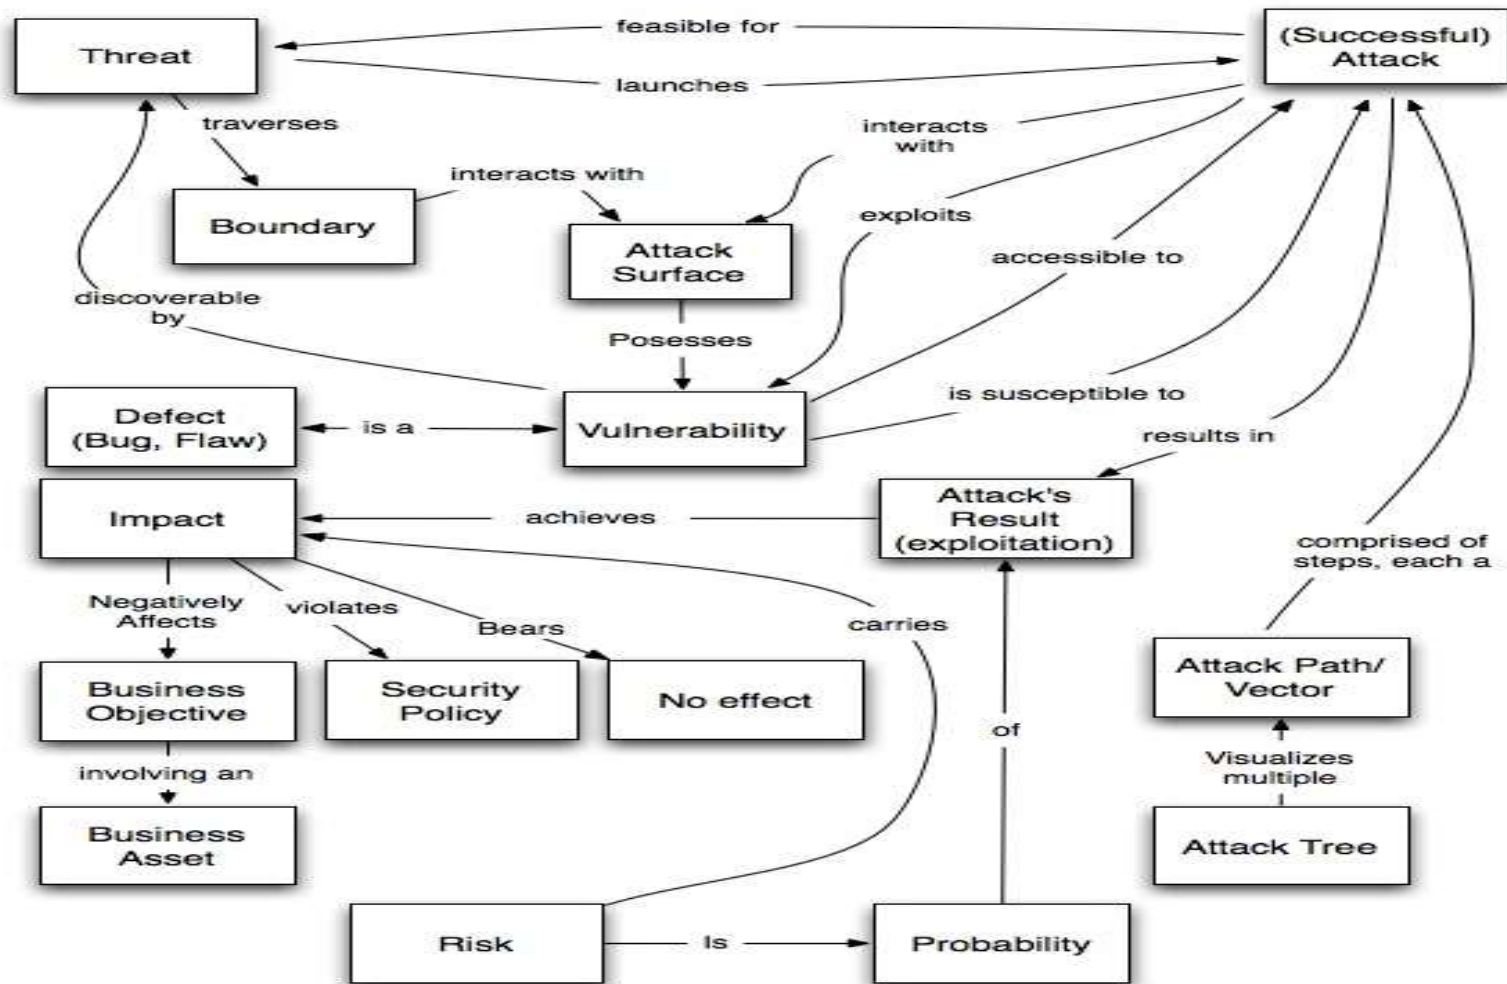 feasible for
(Successful)
Attack
Threat
launches
traverses
interacts
with
interacts with
Boundary
exploits
Attack
Surface
accessible to
discoverable
by
Posesses
is susceptible to
Defect
(Bug, Flaw)
is a
Vulnerability
results in
Impact
achieves
Attack's
Result
(exploitation)
comprised of
steps, each a
Negatively
Affects
violates
Bears
carries
Business
Objective
Security
Policy
No effect
Attack Path/
Vector
of
involving an
Visualizes
multiple
Business
Asset
Attack Tree
Risk
Is
Probability